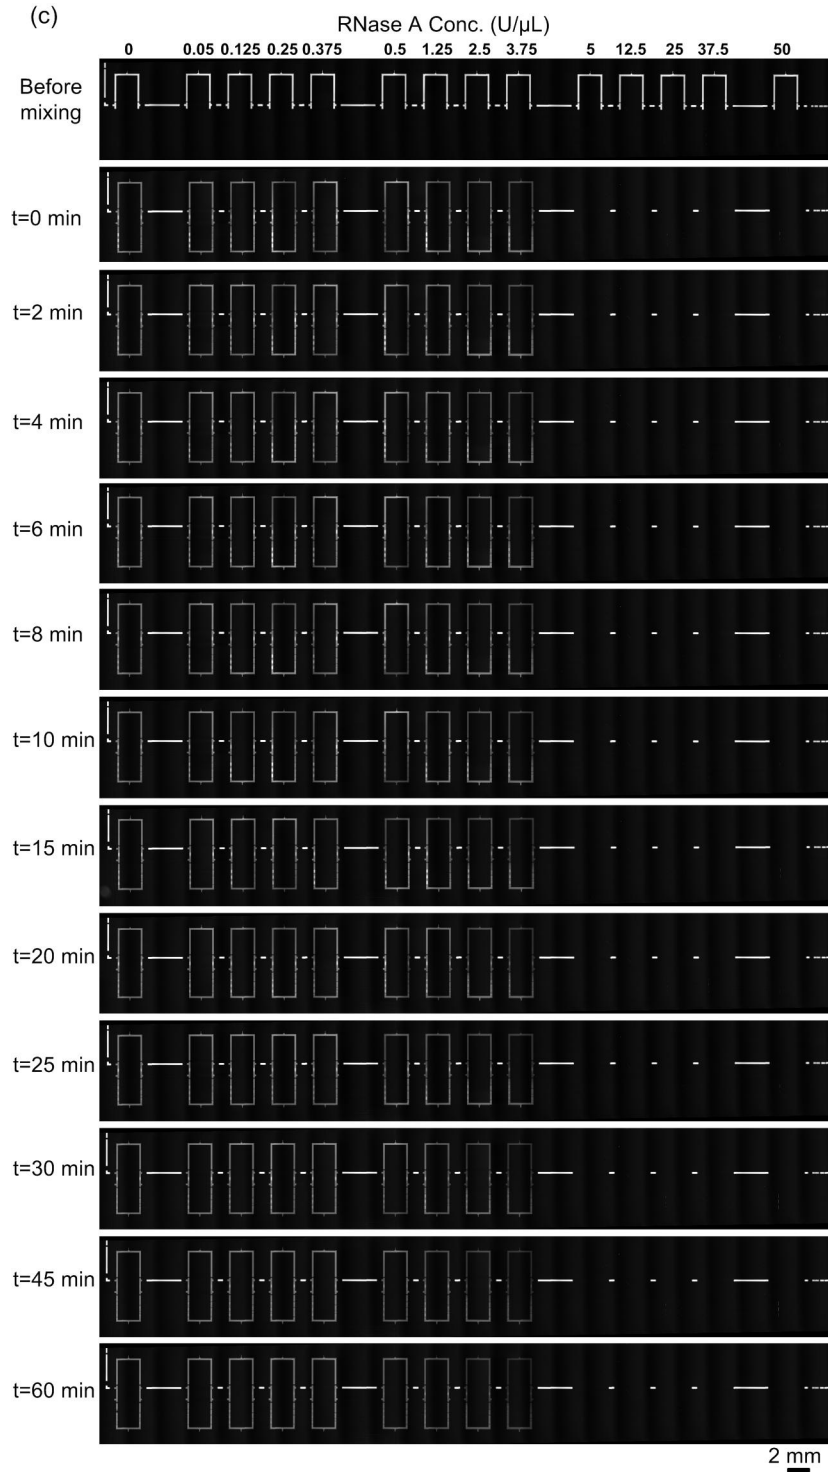 (c)
RNase A Conc. (U/µL)
0 0.05 0.125 0.25 0.375 0.5 1.25 2.5 3.75 5 12.5 25 37.5 50
Before
mixing
t=0 min
t=2 min
t=4 min
t=6 min
t=8 min
t=10 min
t=15 min
t=20 min
t=25 min
t=30 min
t=45 min
t=60 min
2 mm